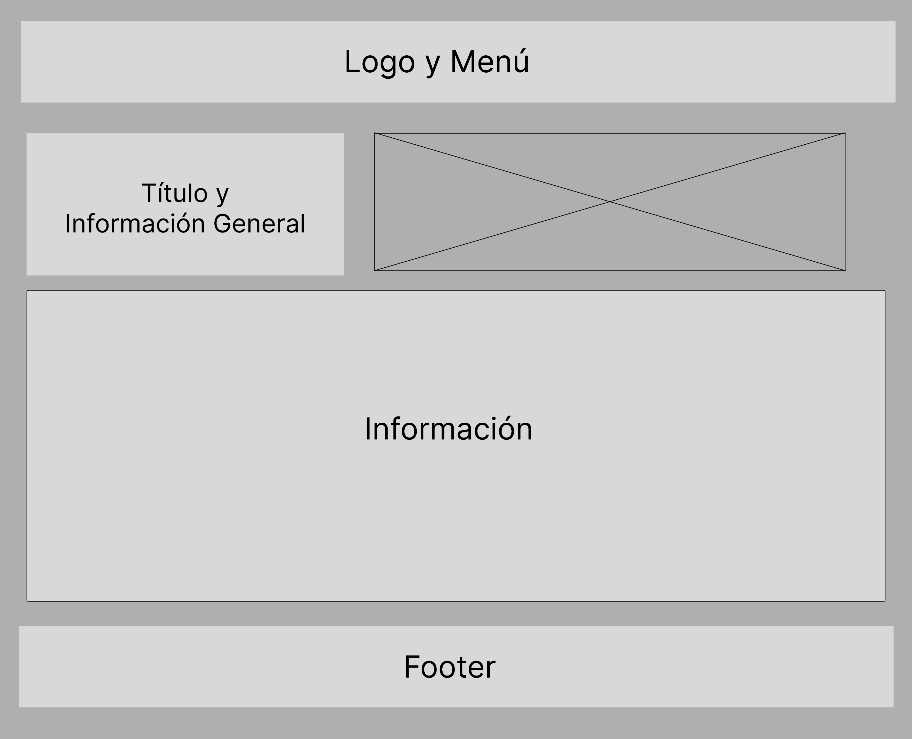 Logo y Menú
Título y
Información General
Información
Footer